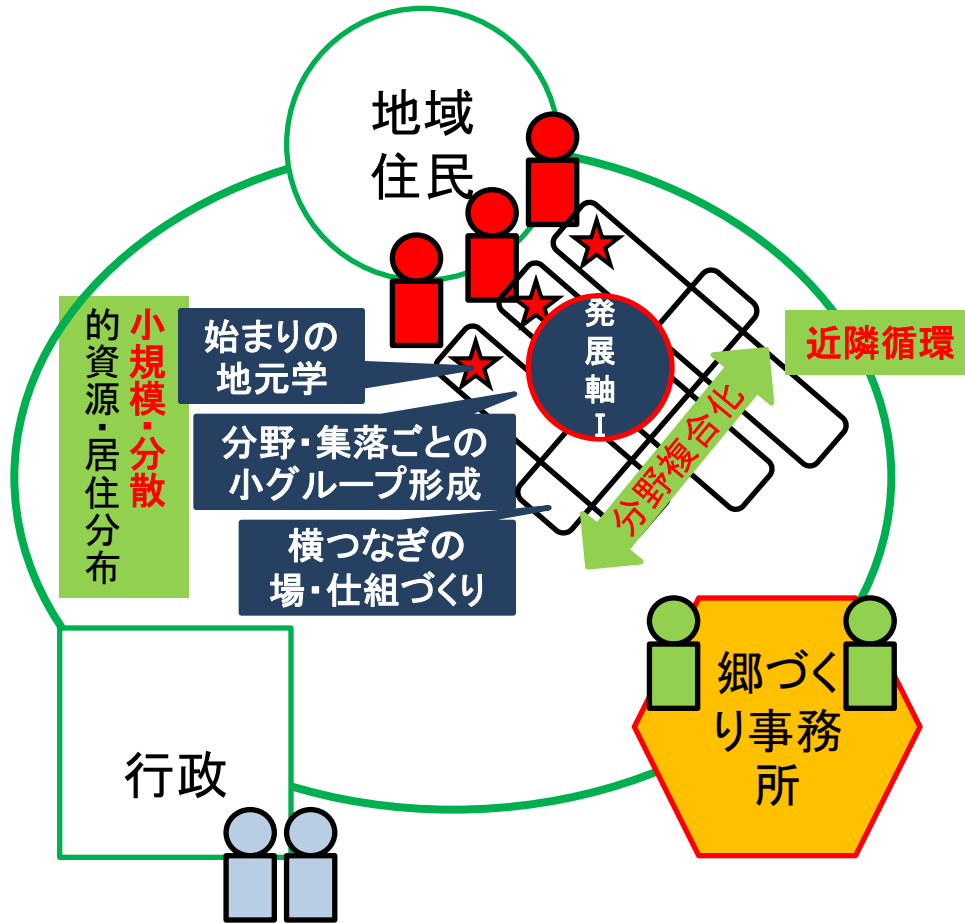 地域
住民
小規模・分散
的資源・居住分布
始まりの
地元学
発展軸Ⅰ
近隣循環
分野・集落ごとの
小グループ形成
分野複合化
横つなぎの
場・仕組づくり
行政
郷づく
り事務
所